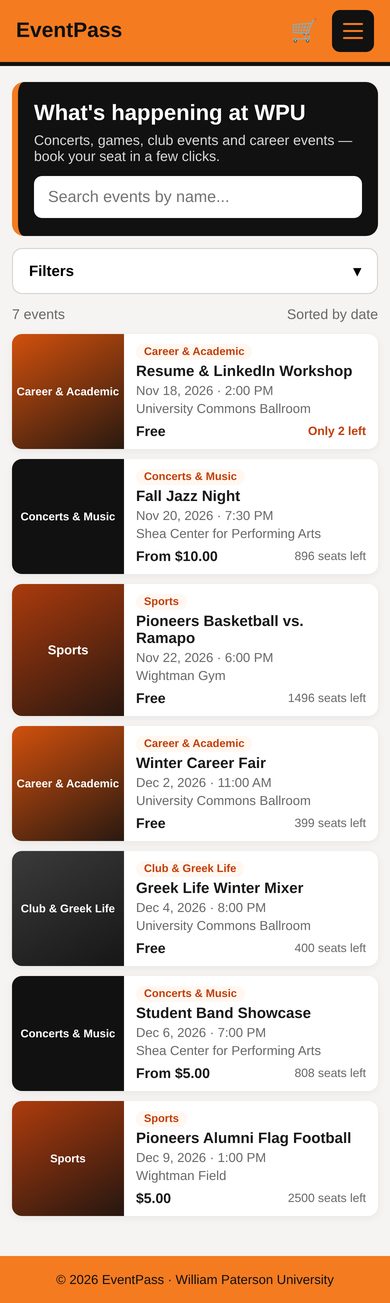 EventPass
What's happening at WPU
Concerts, games, club events and career events —
book your seat in a few clicks.
Search events by name...
Filters
7 events
Sorted by date
Career & Academic
Career & Academic
Resume & LinkedIn Workshop
Nov 18, 2026 · 2:00 PM
University Commons Ballroom
Free
Only 2 left
Concerts & Music
Concerts & Music
Fall Jazz Night
Nov 20, 2026 · 7:30 PM
Shea Center for Performing Arts
From $10.00
896 seats left
Sports
Sports
Pioneers Basketball vs.
Ramapo
Nov 22, 2026 · 6:00 PM
Wightman Gym
Free
1496 seats left
Career & Academic
Career & Academic
Winter Career Fair
Dec 2, 2026 · 11:00 AM
University Commons Ballroom
Free
399 seats left
Club & Greek Life
Club & Greek Life
Greek Life Winter Mixer
Dec 4, 2026 · 8:00 PM
University Commons Ballroom
Free
400 seats left
Concerts & Music
Concerts & Music
Student Band Showcase
Dec 6, 2026 · 7:00 PM
Shea Center for Performing Arts
From $5.00
808 seats left
Sports
Sports
Pioneers Alumni Flag Football
Dec 9, 2026 · 1:00 PM
Wightman Field
$5.00
2500 seats left
© 2026 EventPass · William Paterson University